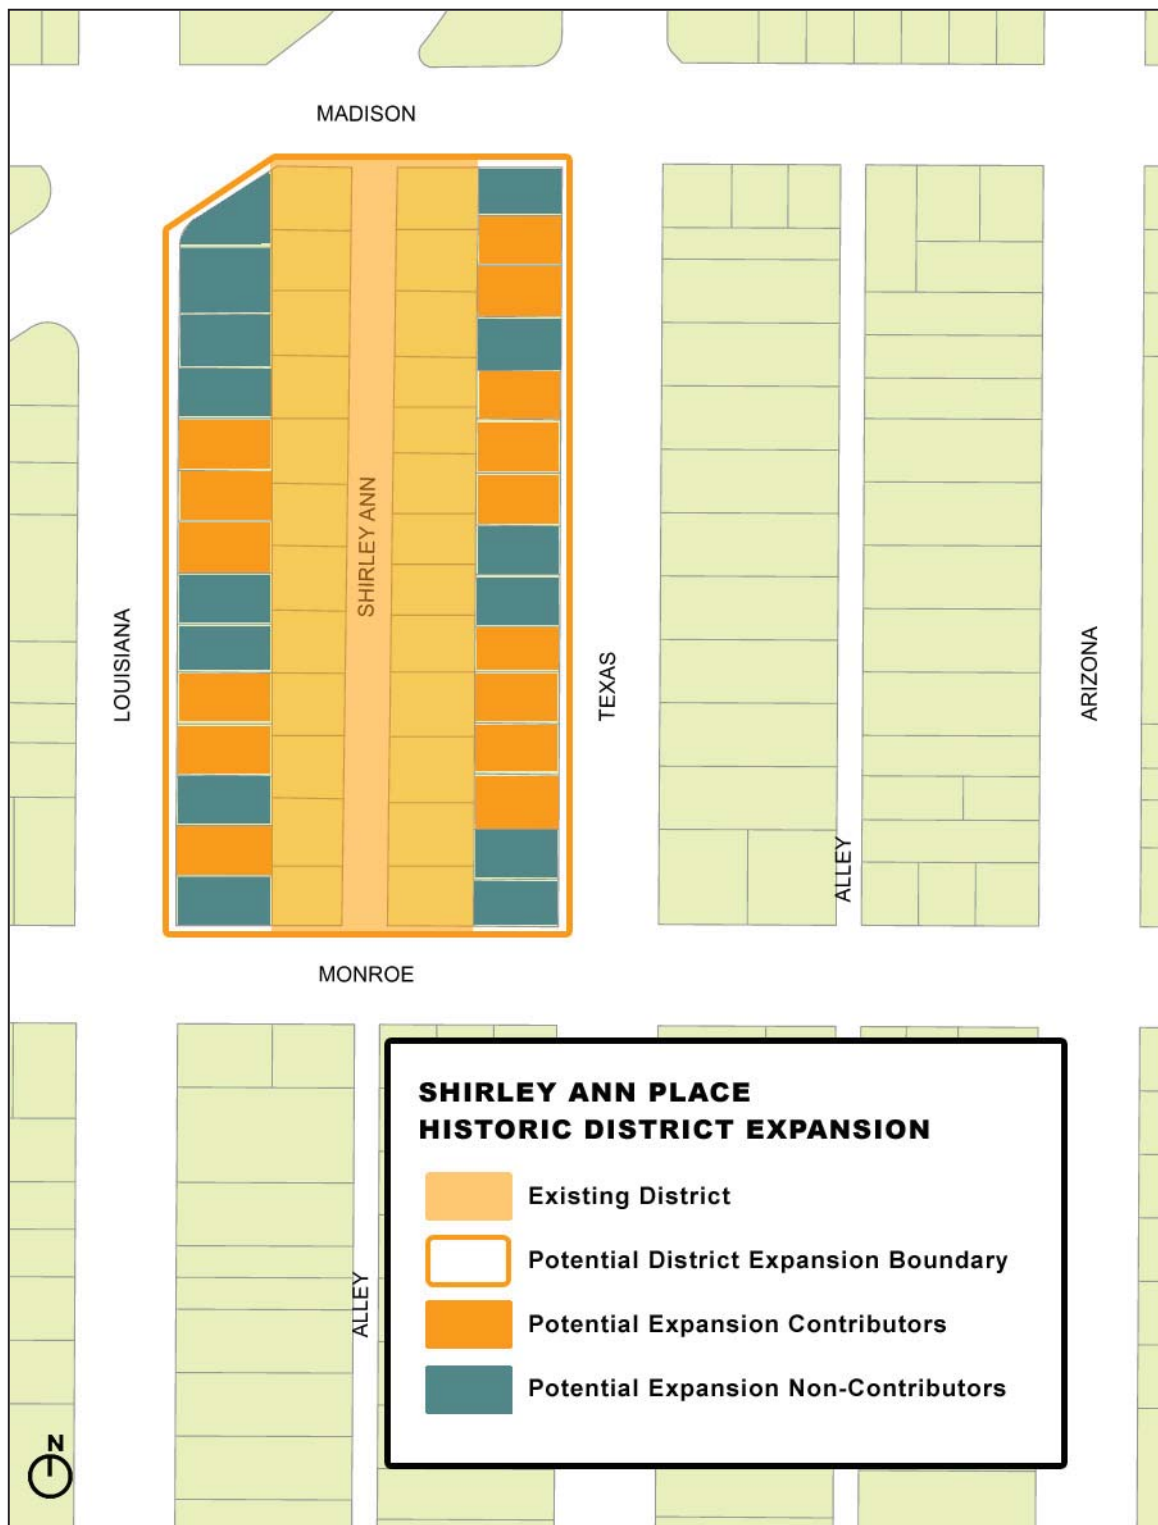 MADISON
SHIRLEY ANN
LOUISIANA
TEXAS
ARIZONA
ALLEY
MONROE
SHIRLEY ANN PLACE
HISTORIC DISTRICT EXPANSION
Existing District
Potential District Expansion Boundary
Potential Expansion Contributors
Potential Expansion Non-Contributors
ALLEY
N